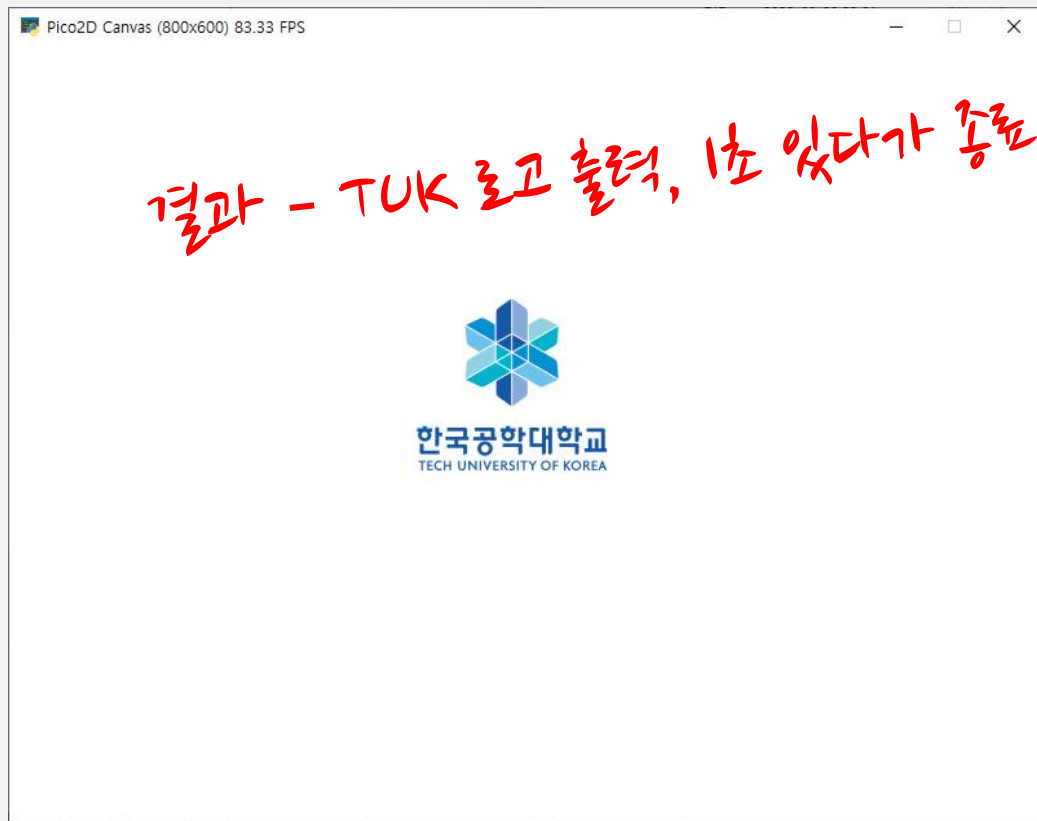 Pico2D Canvas (800x600) 83.33 FPS
결과 - TUK 로고 출력, 1초 있다가 종료
한국공학대학교
TECH UNIVERSITY OF KOREA